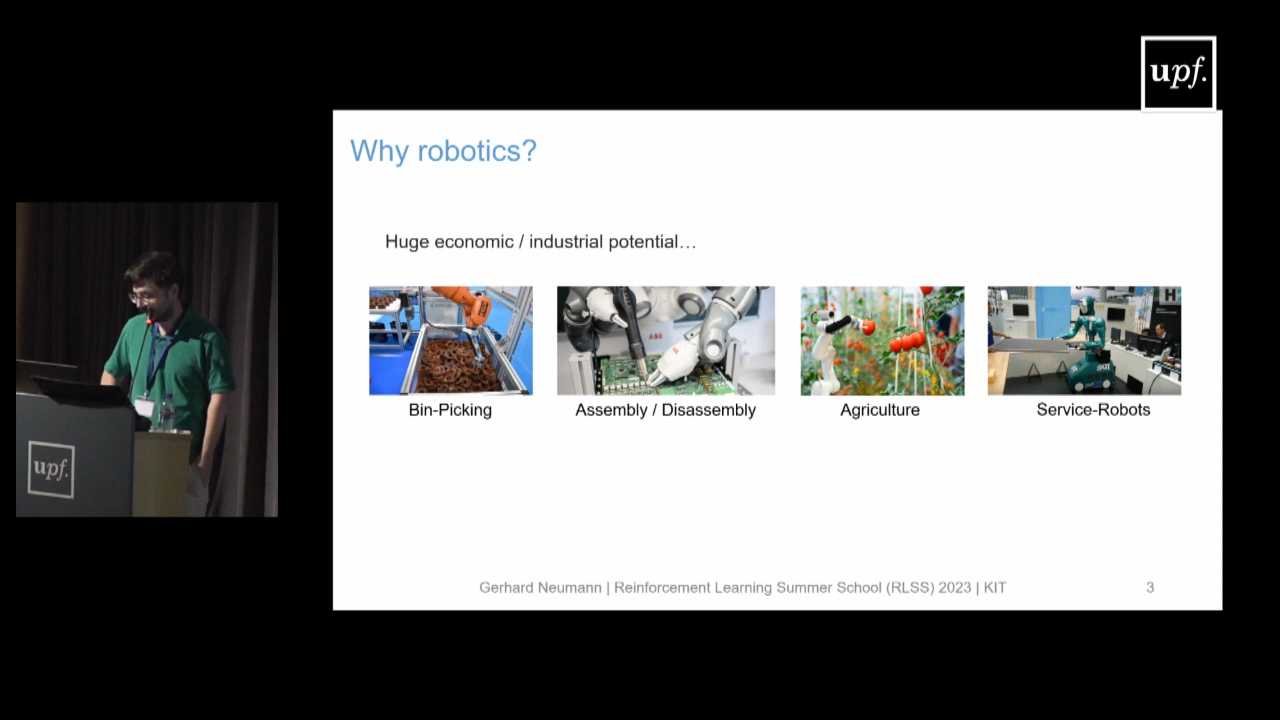 upf.
Why robotics?
Huge economic / industrial potential…
ABB
Bin-Picking
Assembly / Disassembly
Agriculture
Service-Robots
upf.
Gerhard Neumann | Reinforcement Learning Summer School (RLSS) 2023 | KIT
3